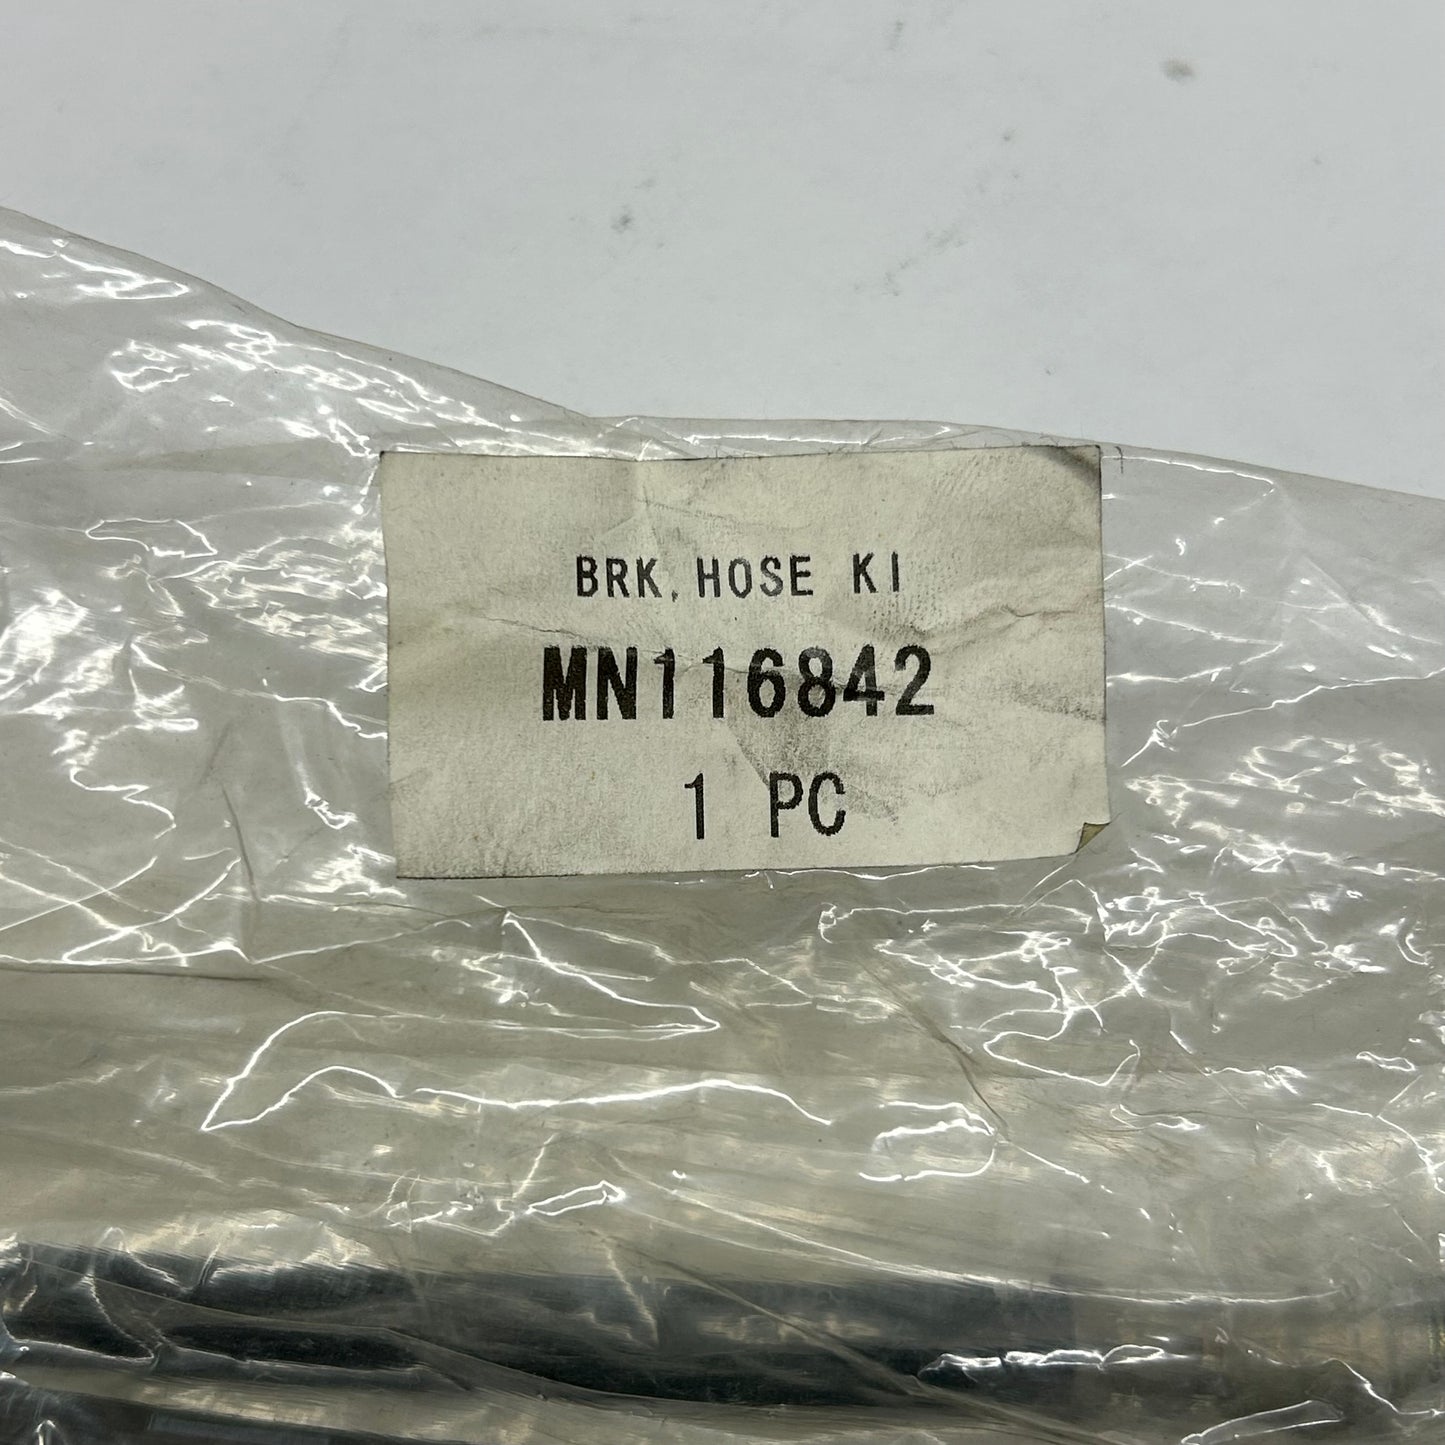 BRK,HOSE KI
MN116842
1 PC